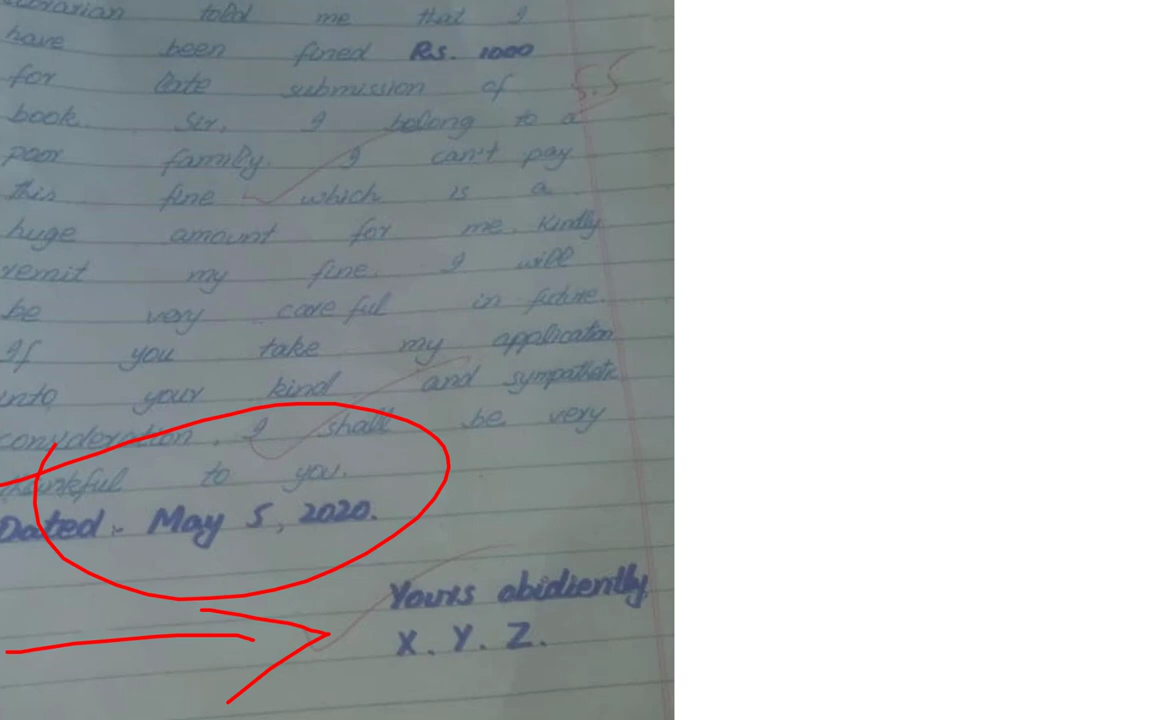 librarian told me that I
have been fined Rs. 1000
for late submission of
5.5
book. Sir, I belong to a
poor family. I can't pay
this fine which is a
huge amount for me. Kindly
remit my fine. I will
be very careful in future.
If you take my application
into your kind and sympathetic
consideration, I shall be very
thankful to you.
Dated:- May 5, 2020.
Yours obidiently,
X. Y. Z.